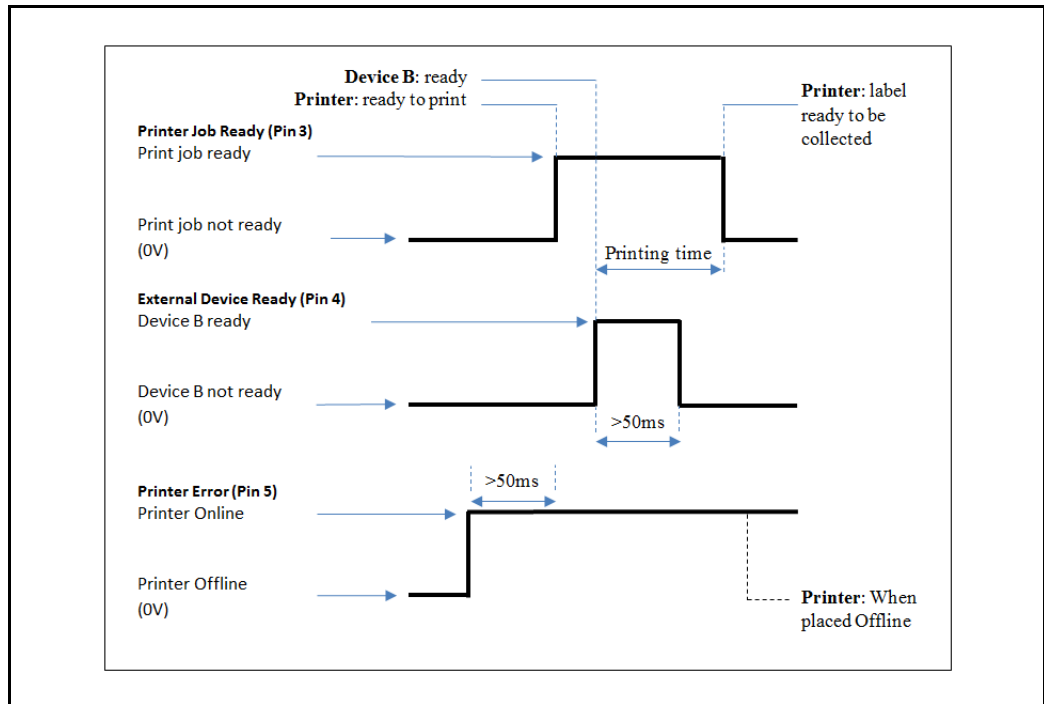 Device B: ready
Printer: ready to print
Printer: label
ready to be
collected
Printer Job Ready (Pin 3)
Print job ready
Print job not ready
(0V)
Printing time
External Device Ready (Pin 4)
Device B ready
Device B not ready
(0V)
>50ms
>50ms
Printer Error (Pin 5)
Printer Online
Printer Offline
(0V)
Printer: When
placed Offline